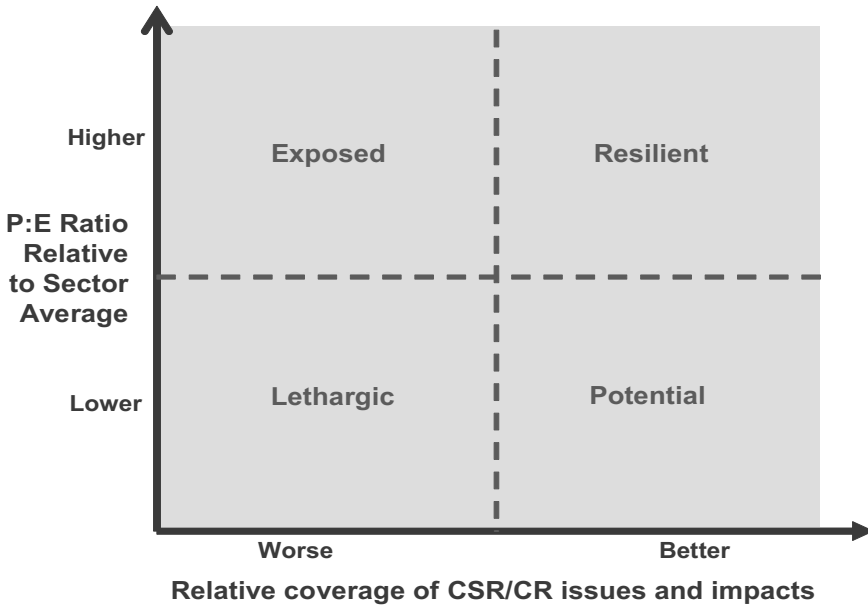 Higher
Exposed
Resilient
P:E Ratio
Relative
to Sector
Average
Lower
Lethargic
Potential
Worse
Better
Relative coverage of CSR/CR issues and impacts